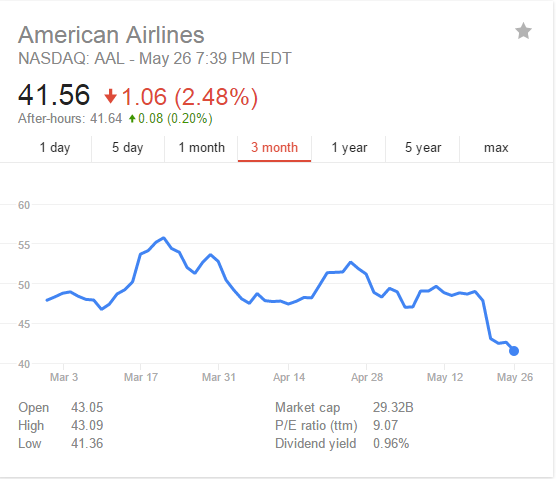 American Airlines
NASDAQ: AAL - May 26 7:39 PM EDT
41.56 1.06 (2.48%)
After-hours: 41.64 0.08 (0.20%)
1 day 5 day 1 month 3 month 1 year 5 year max
60
55
50
45
40
Mar 3 Mar 17 Mar 31 Apr 14 Apr 28 May 12 May 26
Open 43.05 Market cap 29.32B
High 43.09 P/E ratio (ttm) 9.07
Low 41.36 Dividend yield 0.96%